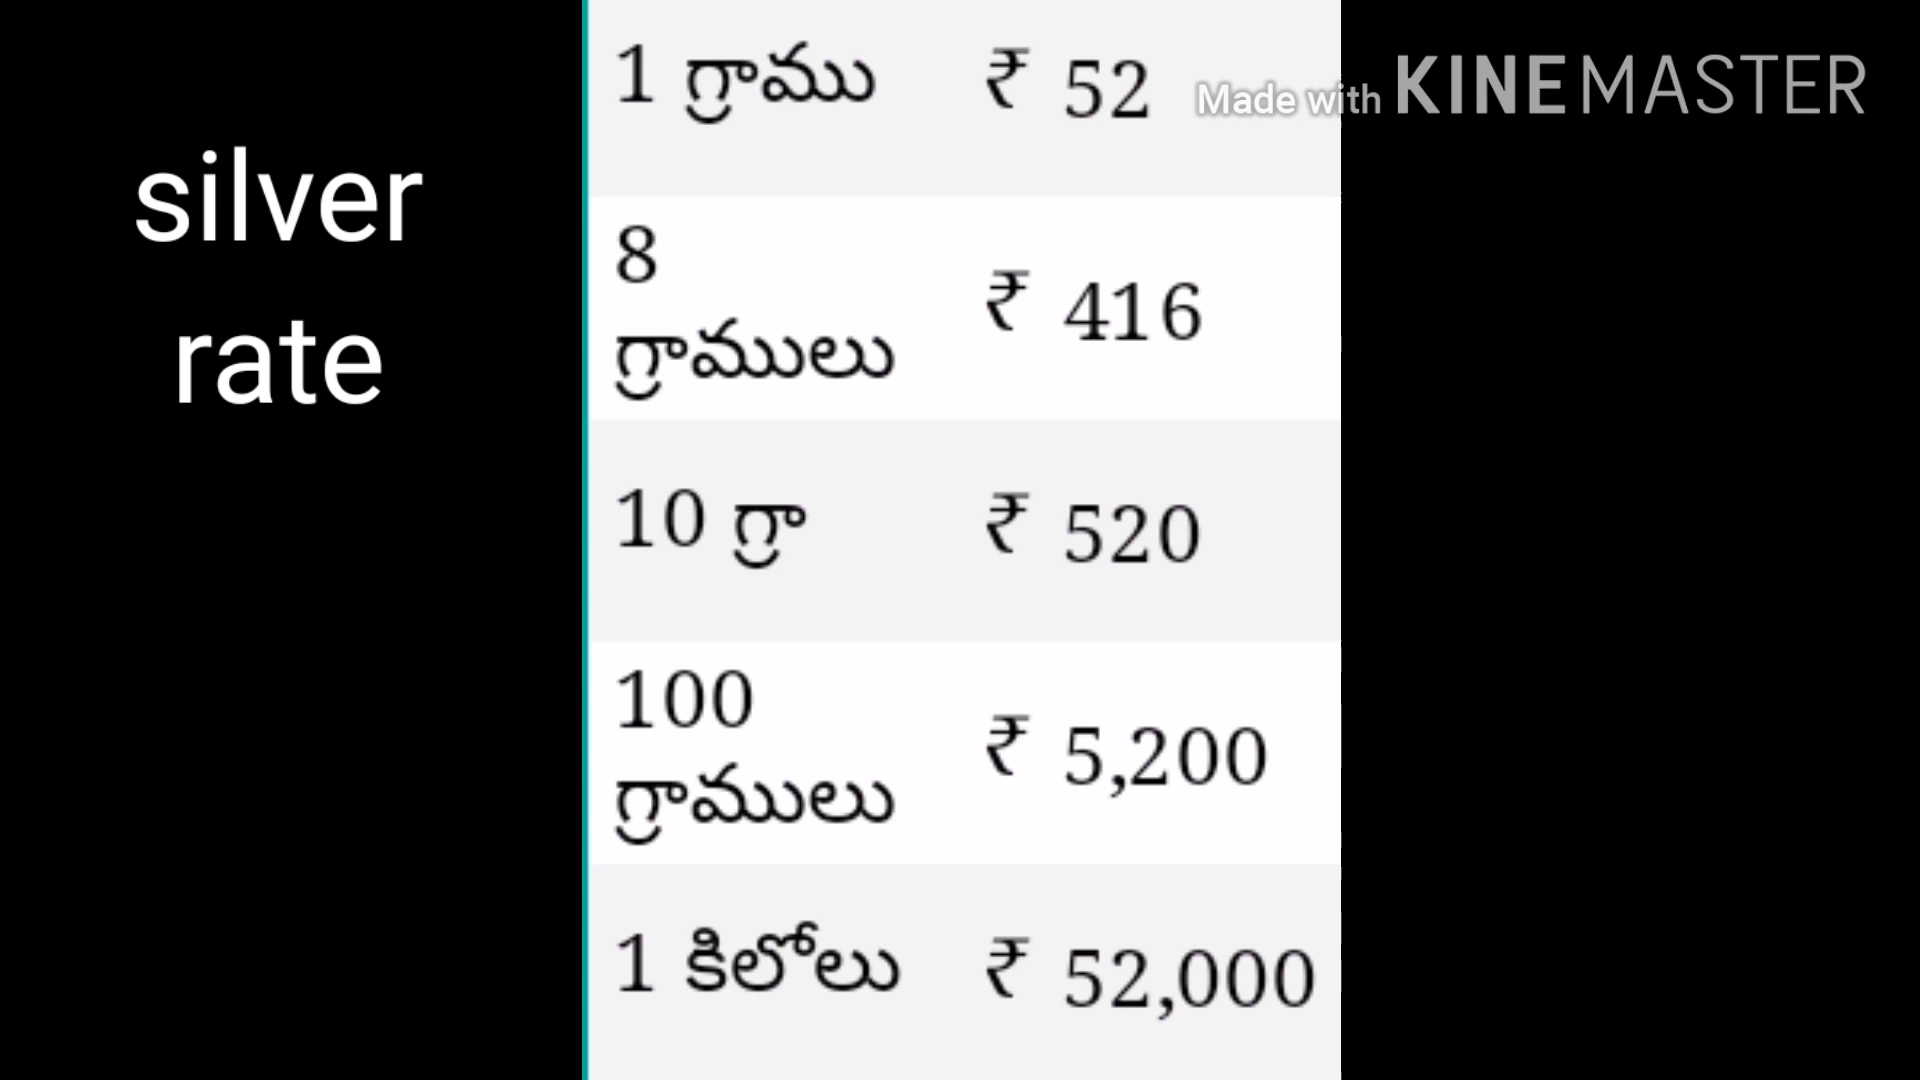 silver
rate
1 గ్రాము ₹ 52
8
గ్రాములు ₹ 416
10 గ్రా ₹ 520
100
గ్రాములు ₹ 5,200
1 కిలోలు ₹ 52,000
Made with KINEMASTER